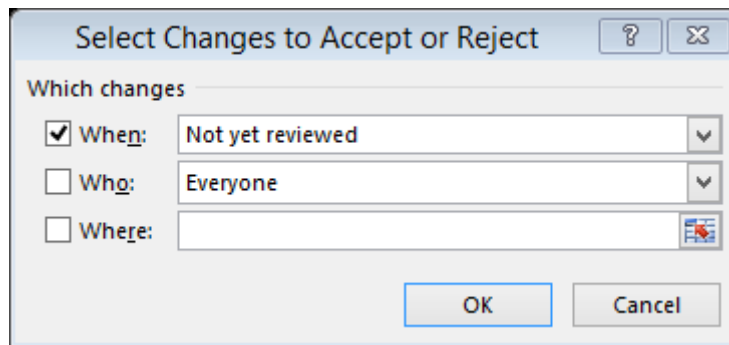 Select Changes to Accept or Reject ?
Which changes
When: Not yet reviewed
Who: Everyone
Where:
OK Cancel